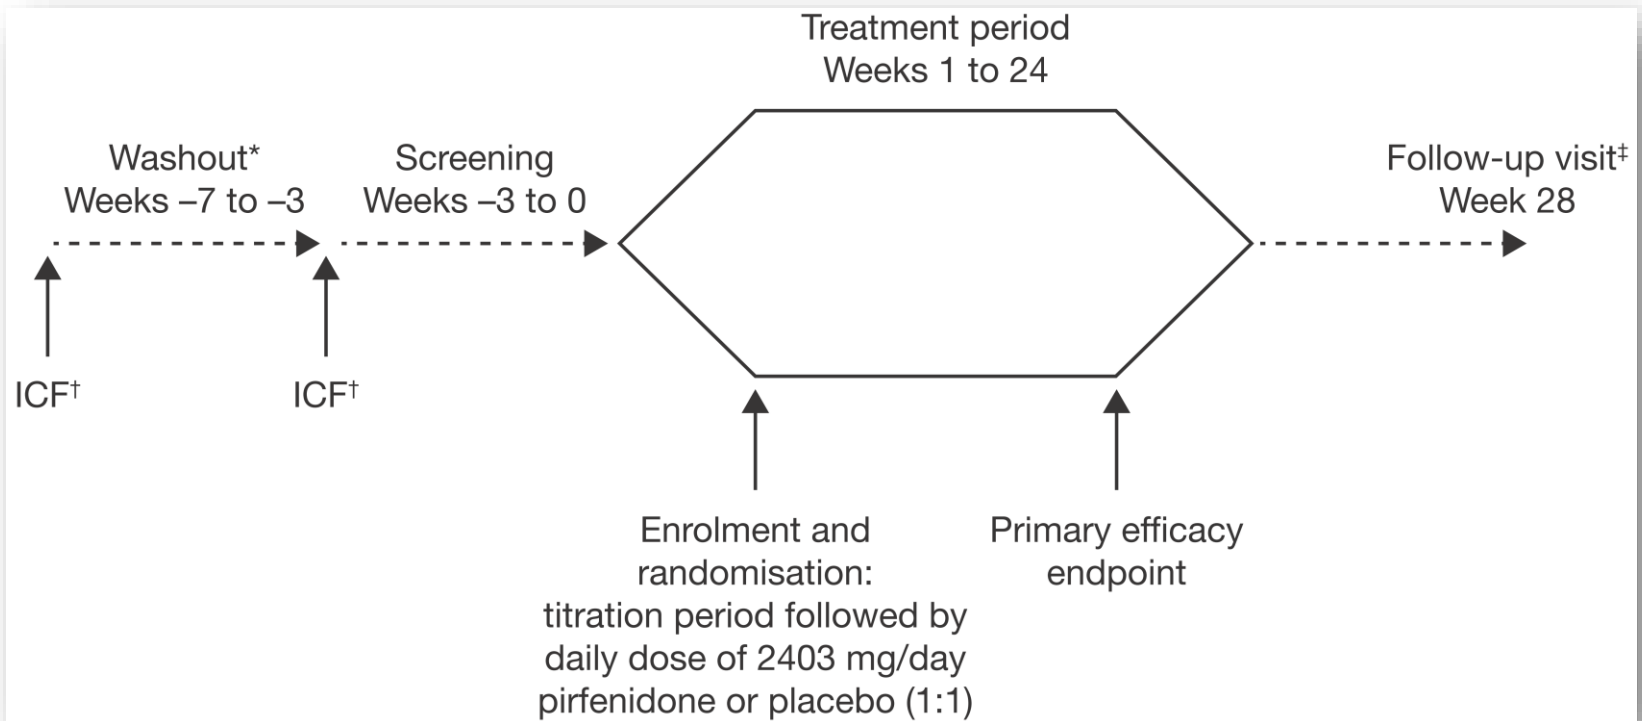 Treatment period
Weeks 1 to 24
Washout*
Weeks –7 to –3
Screening
Weeks –3 to 0
Follow-up visit‡
Week 28
ICF†
ICF†
Enrolment and
randomisation:
titration period followed by
daily dose of 2403 mg/day
pirfenidone or placebo (1:1)
Primary efficacy
endpoint